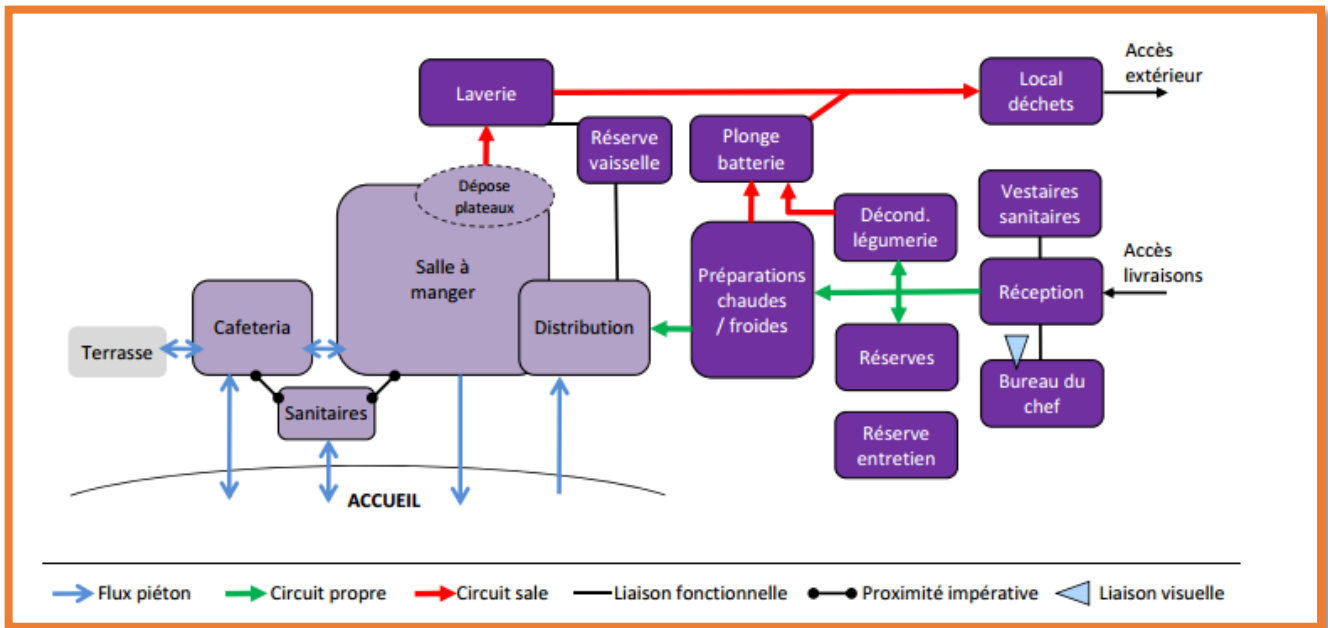 Accès
extérieur
Local
déchets
Laverie
Plonge
batterie
Réserve
vaisselle
Dépose
plateaux
Vestaires
sanitaires
Décond.
légumerie
Accès
livraisons
Salle à
manger
Préparations
chaudes
/ froides
Réception
Cafeteria
Distribution
Terrasse
Réserves
Bureau du
chef
Sanitaires
Réserve
entretien
ACCUEIL
Flux piéton
Circuit propre
Circuit sale
Liaison fonctionnelle
Proximité impérative
Liaison visuelle